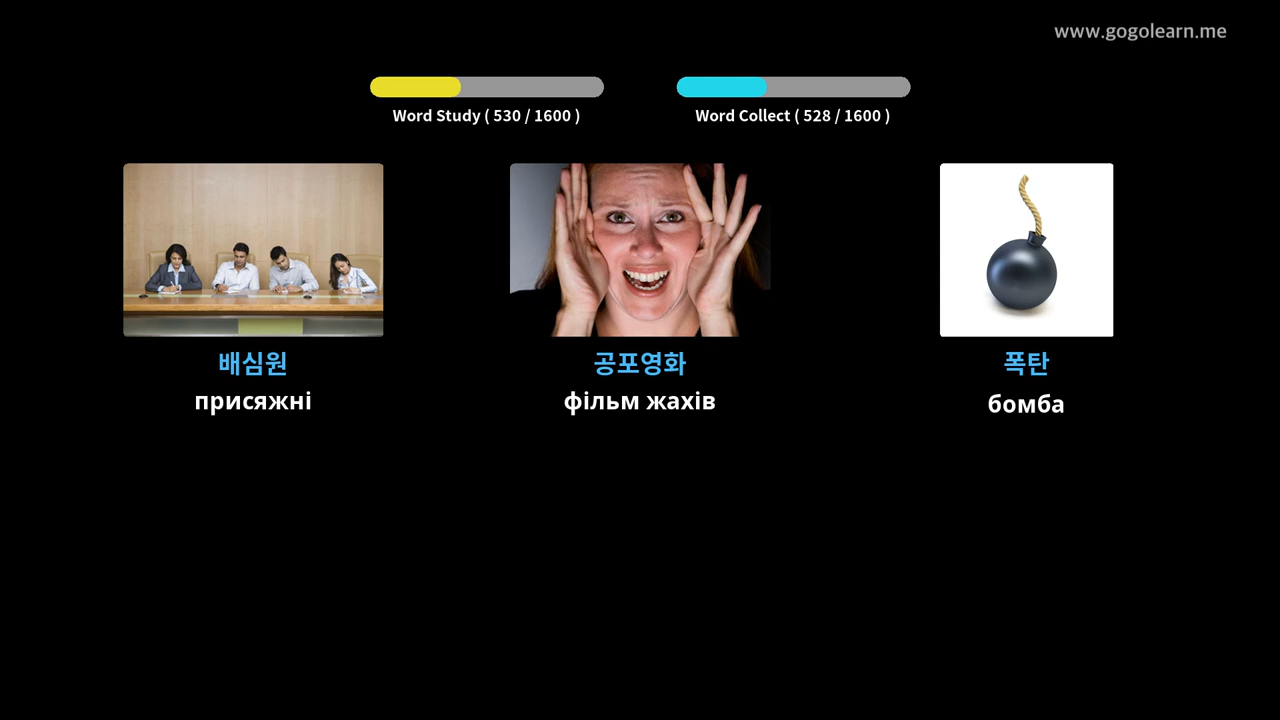 www.gogolearn.me
Word Study ( 530 / 1600 )
Word Collect ( 528 / 1600 )
배심원
공포영화
폭탄
присяжні
фільм жахів
бомба